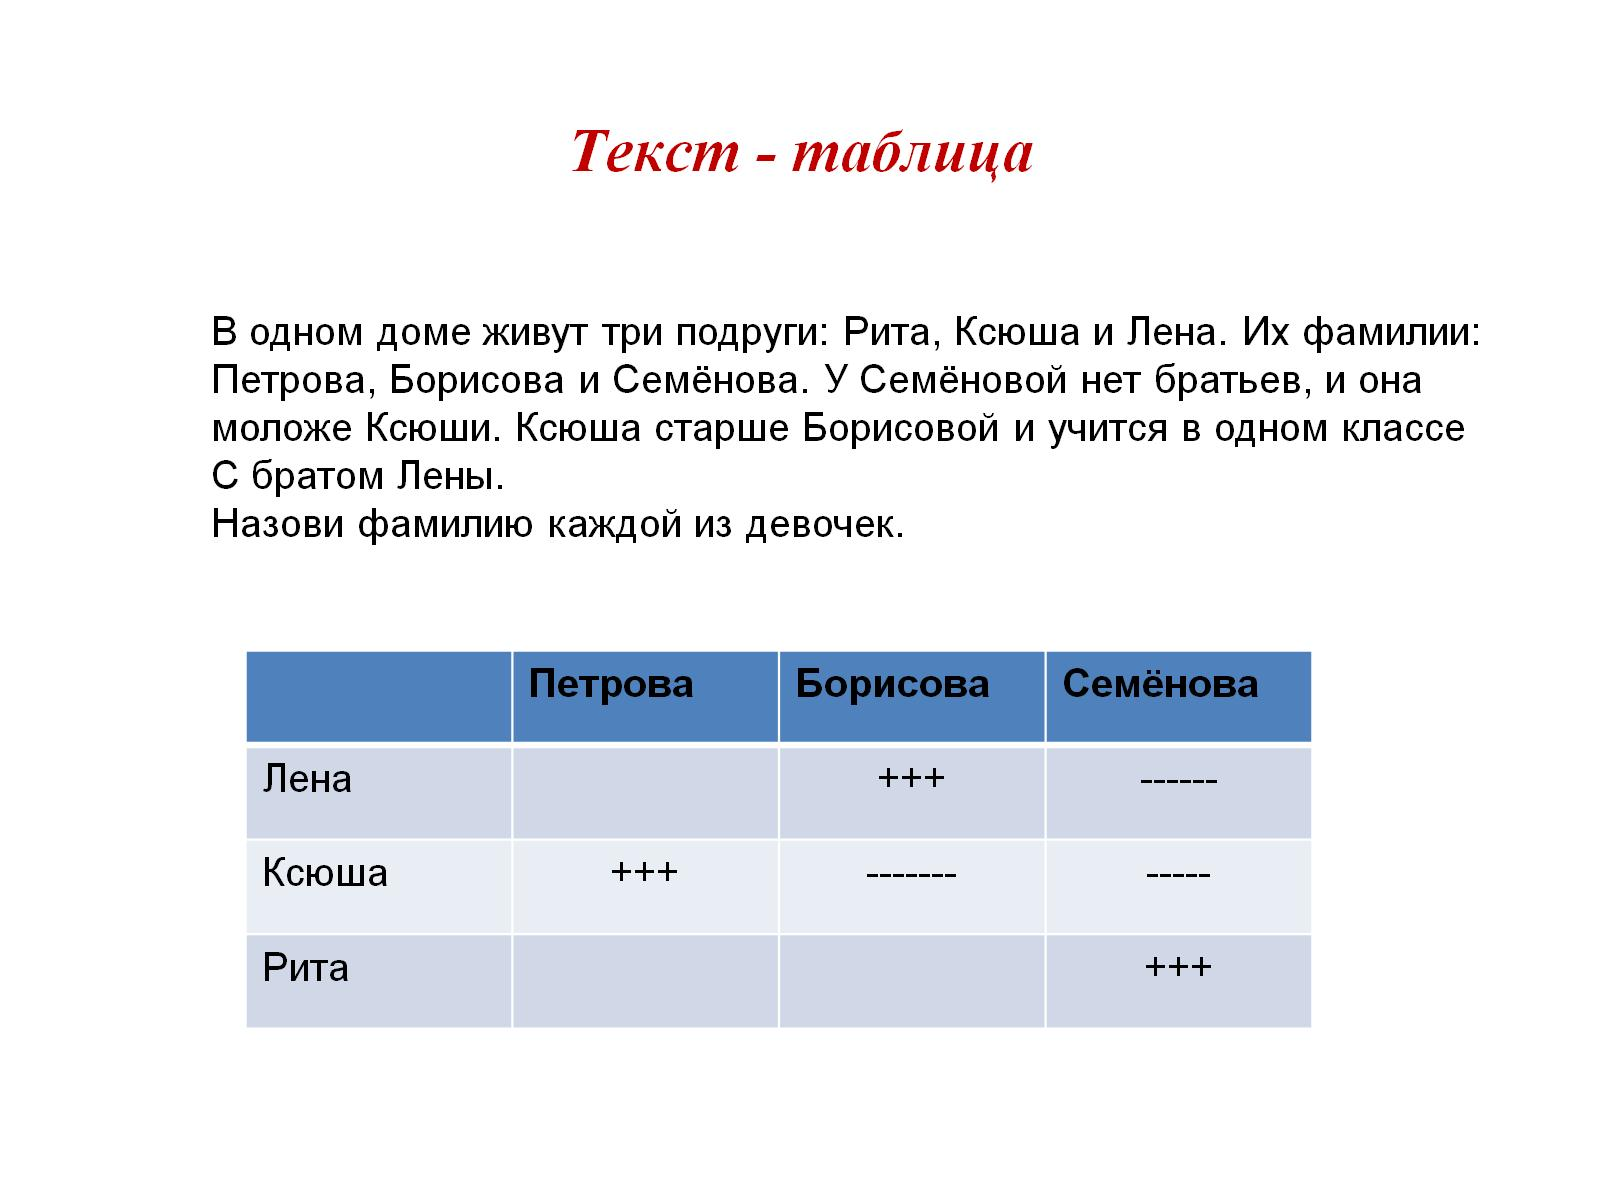 Текст - таблица
В одном доме живут три подруги: Рита, Ксюша и Лена. Их фамилии:
Петрова, Борисова и Семёнова. У Семёновой нет братьев, и она
моложе Ксюши. Ксюша старше Борисовой и учится в одном классе
С братом Лены.
Назови фамилию каждой из девочек.
Петрова Борисова Семёнова
Лена +++ ------
Ксюша +++ ------- -----
Рита +++